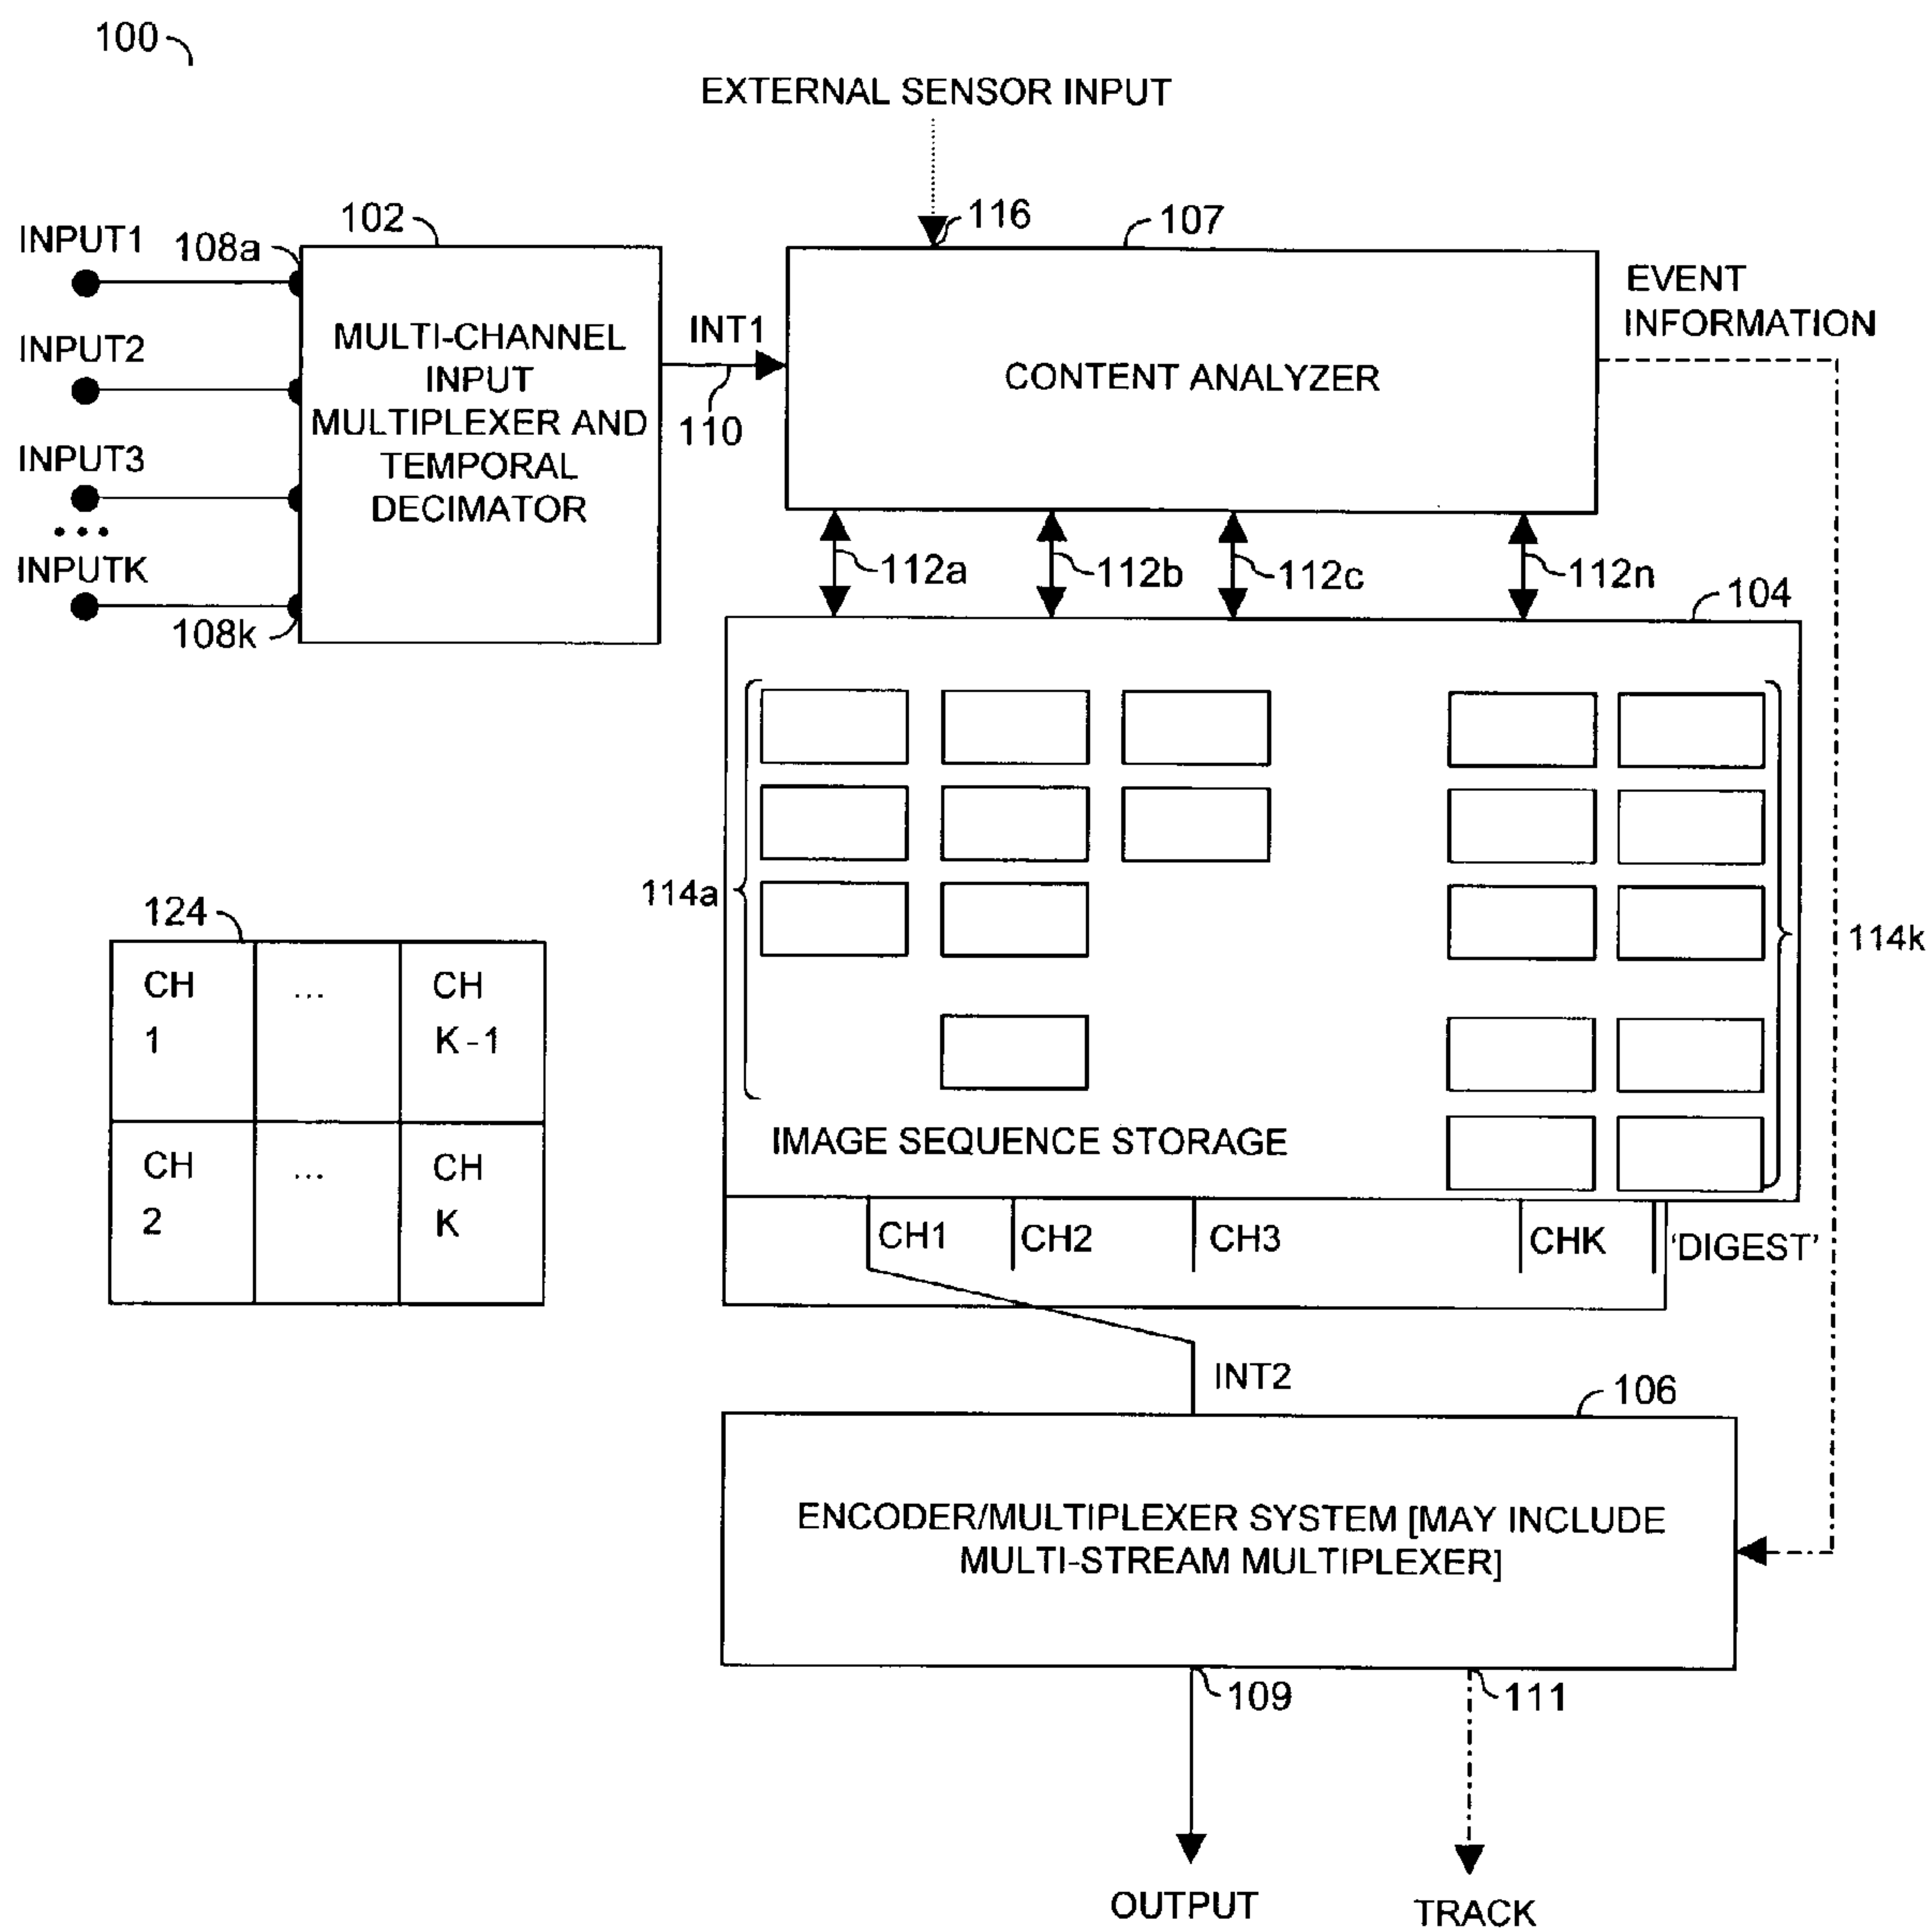 100
EXTERNAL SENSOR INPUT
116
107
102
INPUT1
108a
INPUT2
INPUT3
...
INPUTK
108k
MULTI-CHANNEL
INPUT
MULTIPLEXER AND
TEMPORAL
DECIMATOR
INT1
110
CONTENT ANALYZER
EVENT
INFORMATION
112a
112b
112c
112n
104
114a
114k
IMAGE SEQUENCE STORAGE
124
CH
1
...
CH
K-1
CH
2
...
CH
K
CH1
CH2
CH3
CHK
'DIGEST'
INT2
106
ENCODER/MULTIPLEXER SYSTEM [MAY INCLUDE
MULTI-STREAM MULTIPLEXER]
109
111
OUTPUT
TRACK